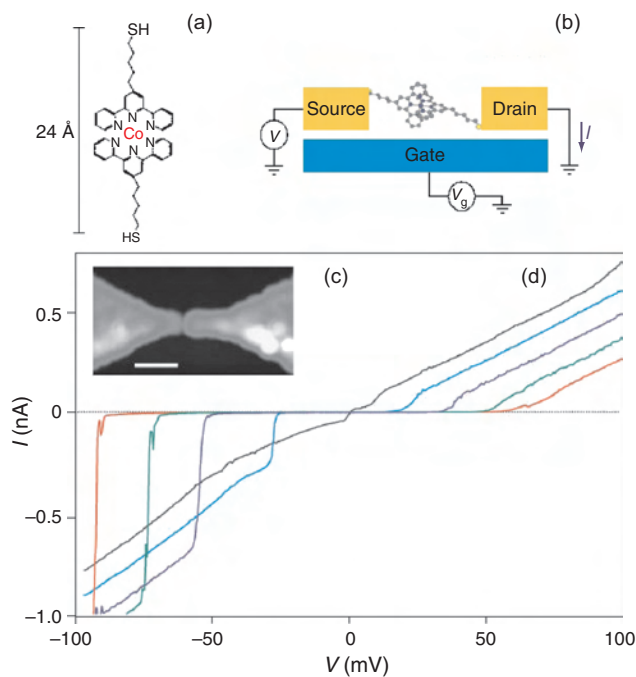 (a)
SH
24 Å
N N N
Co
N N N
HS
(b)
Source
Drain
V
I
Gate
Vg
(c)
(d)
0.5
0
−0.5
−1.0
I (nA)
−100
−50
0
50
100
V (mV)